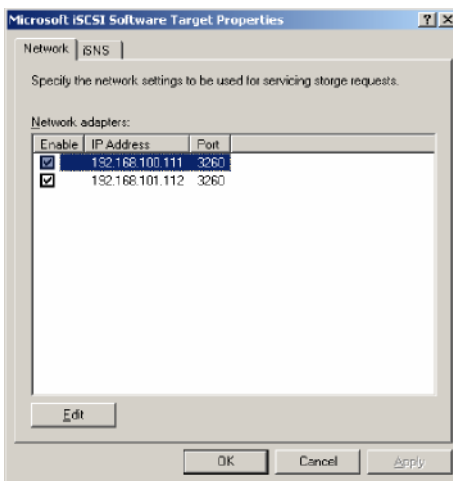 Microsoft iSCSI Software Target Properties
Network iSNS
Specify the network settings to be used for servicing storge requests.
Network adapters:
Enable IP Address Port
192.168.100.111 3260
192.168.101.112 3260
Edit
OK Cancel Apply